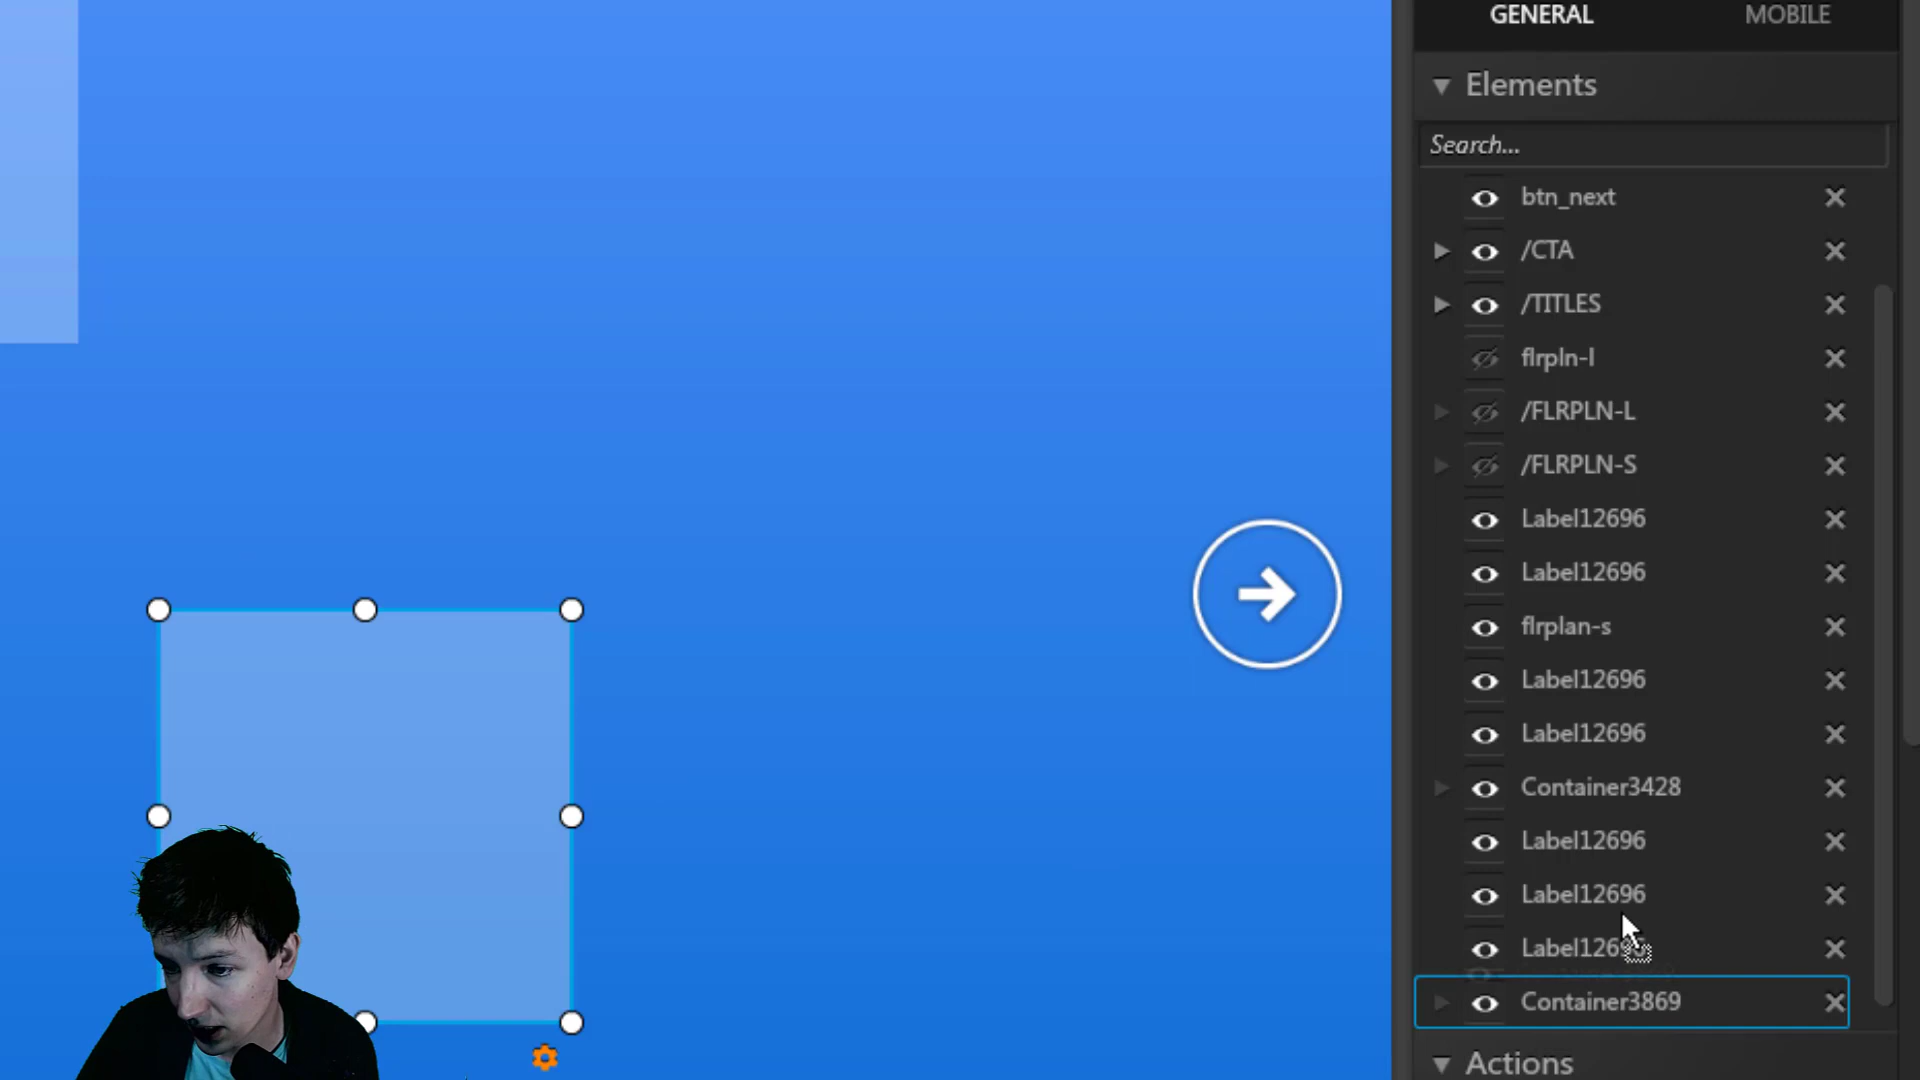 GENERAL MOBILE
Elements
Search...
btn_next
/CTA
/TITLES
flrpln-l
/FLRPLN-L
/FLRPLN-S
Label12696
Label12696
flrplan-s
Label12696
Label12696
Container3428
Label12696
Label12696
Label12696
Container3869
Actions